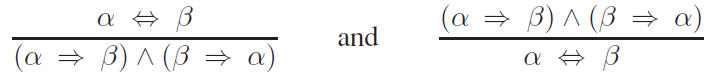 α ⇔ β and (α ⇒ β) ∧ (β ⇒ α)
(α ⇒ β) ∧ (β ⇒ α) α ⇔ β